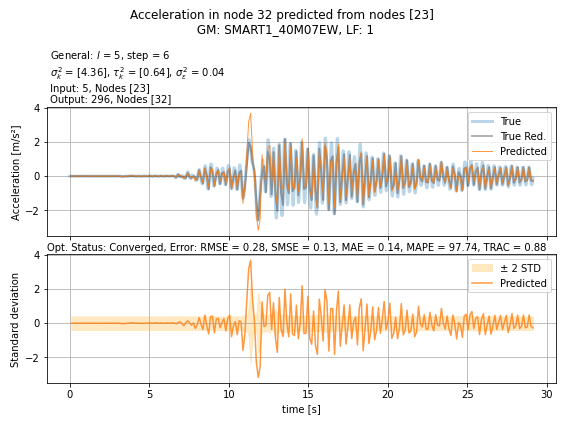 Acceleration in node 32 predicted from nodes [23]
GM: SMART1_40M07EW, LF: 1
General: l = 5, step = 6
σ²ₖ = [4.36], τ²ₖ = [0.64], σ²ε = 0.04
Input: 5, Nodes [23]
Output: 296, Nodes [32]
Acceleration [m/s²]
4
2
0
−2
True
True Red.
Predicted
Opt. Status: Converged, Error: RMSE = 0.28, SMSE = 0.13, MAE = 0.14, MAPE = 97.74, TRAC = 0.88
Standard deviation
4
2
0
−2
± 2 STD
Predicted
0 5 10 15 20 25 30
time [s]